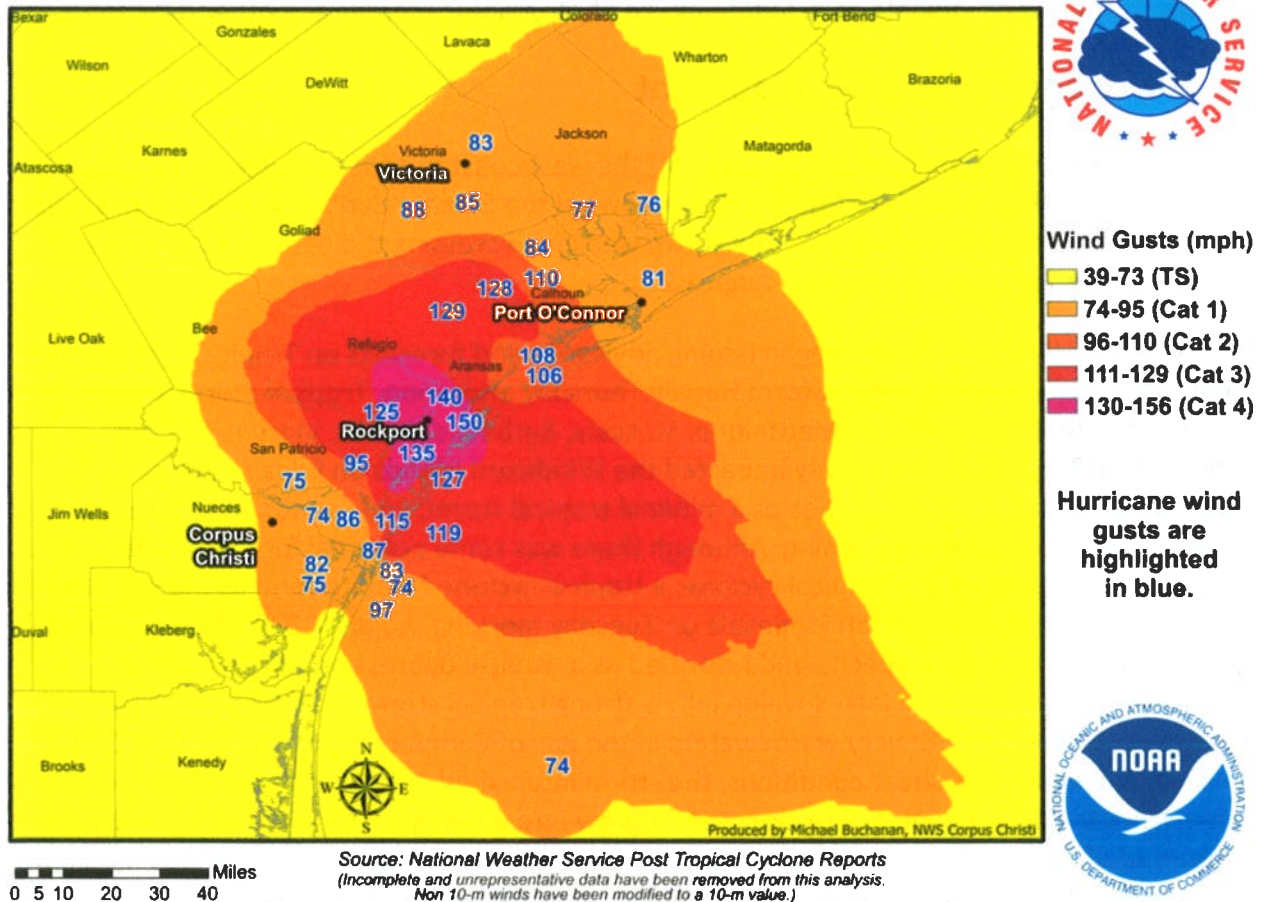 Bexar
Colorado
Fort Bend
Gonzales
Lavaca
Wilson
Wharton
DeWitt
Brazoria
Jackson
83
Karnes
Victoria
Matagorda
Atascosa
Victoria
88
85
77
76
Goliad
84
110
81
128
Calhoun
129
Port O'Connor
Bee
Live Oak
Refugio
108
Aransas
106
140
125
150
Rockport
San Patricio
135
95
75
127
Nueces
Jim Wells
74
86
115
119
Corpus
Christi
87
82
83
75
74
97
Duval
Kleberg
N
Brooks
Kenedy
74
W
E
S
Produced by Michael Buchanan, NWS Corpus Christi
NATIONAL
SERVICE
Wind Gusts (mph)
39-73 (TS)
74-95 (Cat 1)
96-110 (Cat 2)
111-129 (Cat 3)
130-156 (Cat 4)
Hurricane wind
gusts are
highlighted
in blue.
NATIONAL OCEANIC AND ATMOSPHERIC ADMINISTRATION
NOAA
U.S. DEPARTMENT OF COMMERCE
Miles
0 5 10 20 30 40
Source: National Weather Service Post Tropical Cyclone Reports
(Incomplete and unrepresentative data have been removed from this analysis.
Non 10-m winds have been modified to a 10-m value.)